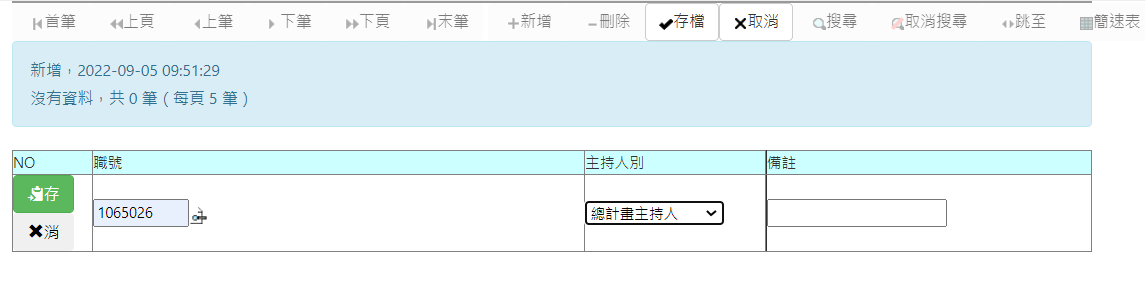 首筆 上頁 上筆 下筆 下頁 末筆 新增 刪除 存檔 取消 搜尋 取消搜尋 跳至 簡速表
新增，2022-09-05 09:51:29
沒有資料，共 0 筆 ( 每頁 5 筆 )
NO 職號 主持人別 備註
存 1065026 總計畫主持人
消